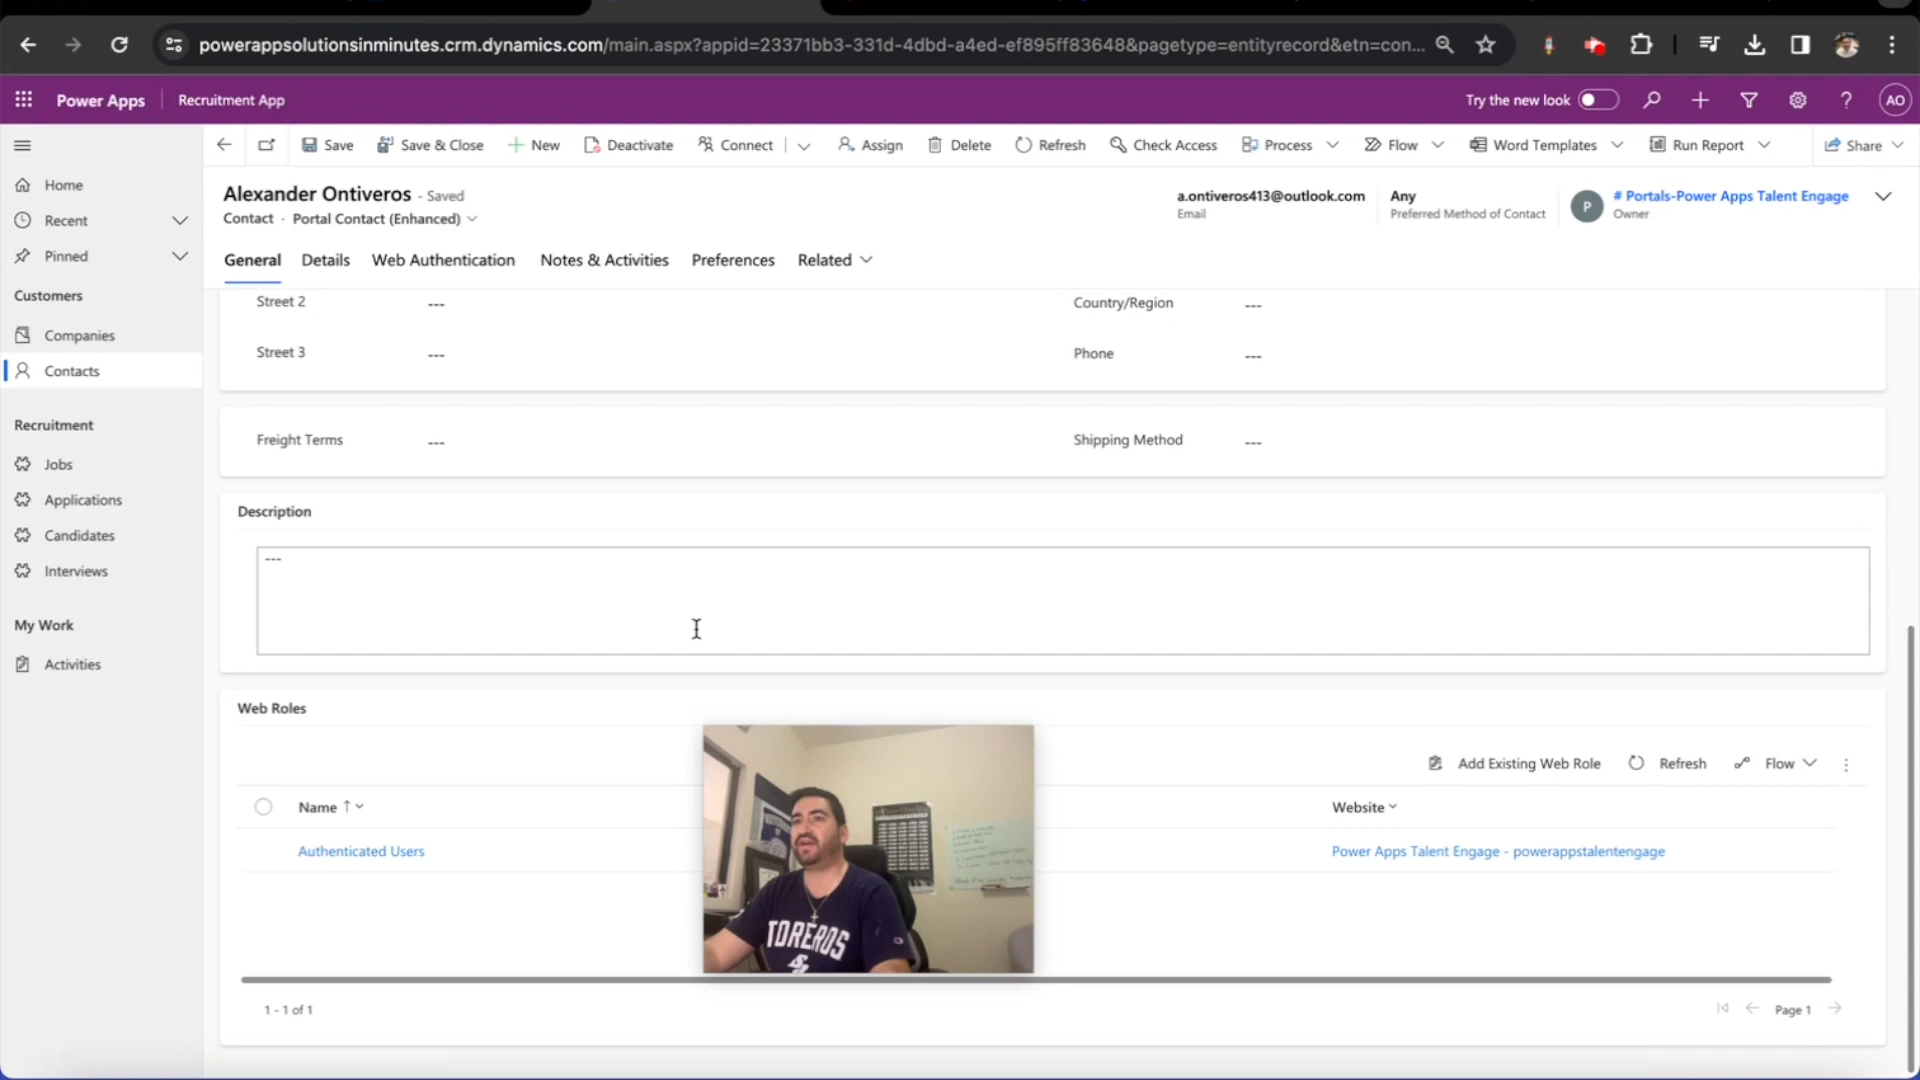 powerappsolutionsinminutes.crm.dynamics.com/main.aspx?appid=23371bb3-331d-4dbd-a4ed-ef895ff83648&pagetype=entityrecord&etn=con...
Power Apps
Recruitment App
Try the new look
AO
Save
Save & Close
New
Deactivate
Connect
Assign
Delete
Refresh
Check Access
Process
Flow
Word Templates
Run Report
Share
Home
Recent
Pinned
Customers
Companies
Contacts
Recruitment
Jobs
Applications
Candidates
Interviews
My Work
Activities
Alexander Ontiveros - Saved
Contact · Portal Contact (Enhanced)
a.ontiveros413@outlook.com
Email
Any
Preferred Method of Contact
P
# Portals-Power Apps Talent Engage
Owner
General
Details
Web Authentication
Notes & Activities
Preferences
Related
Street 2 ---
Country/Region ---
Street 3 ---
Phone ---
Freight Terms ---
Shipping Method ---
Description
---
Web Roles
Add Existing Web Role
Refresh
Flow
Name ↑
Website
Authenticated Users
Power Apps Talent Engage - powerappstalentengage
TOREROS
1 - 1 of 1
Page 1